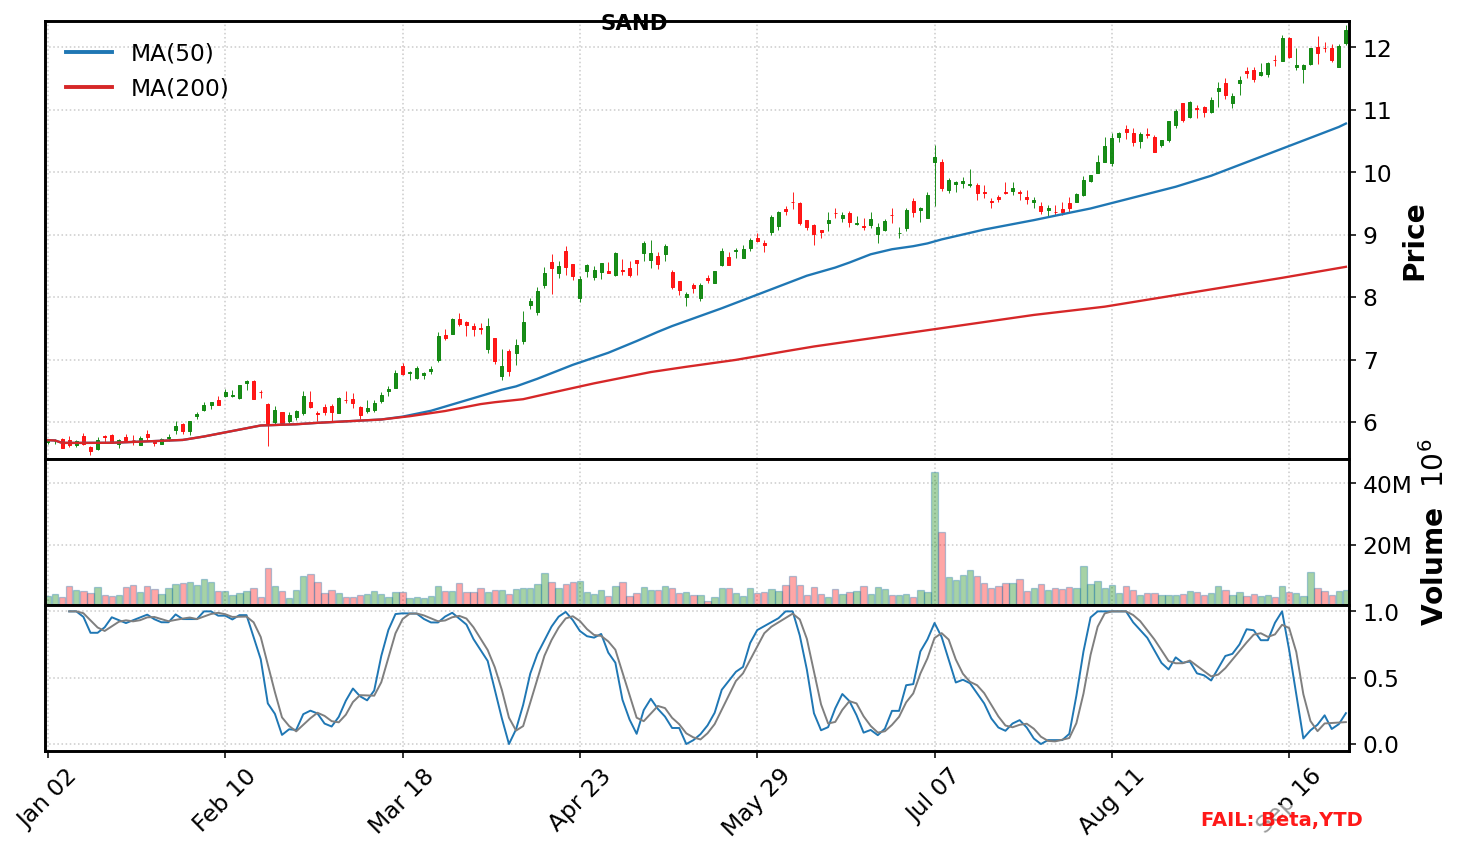 SAND
MA(50)
MA(200)
12
11
10
9
8
7
6
Price
40M
20M
Volume 10⁶
1.0
0.5
0.0
Jan 02
Feb 10
Mar 18
Apr 23
May 29
Jul 07
Aug 11
Sep 16
FAIL: Beta,YTD